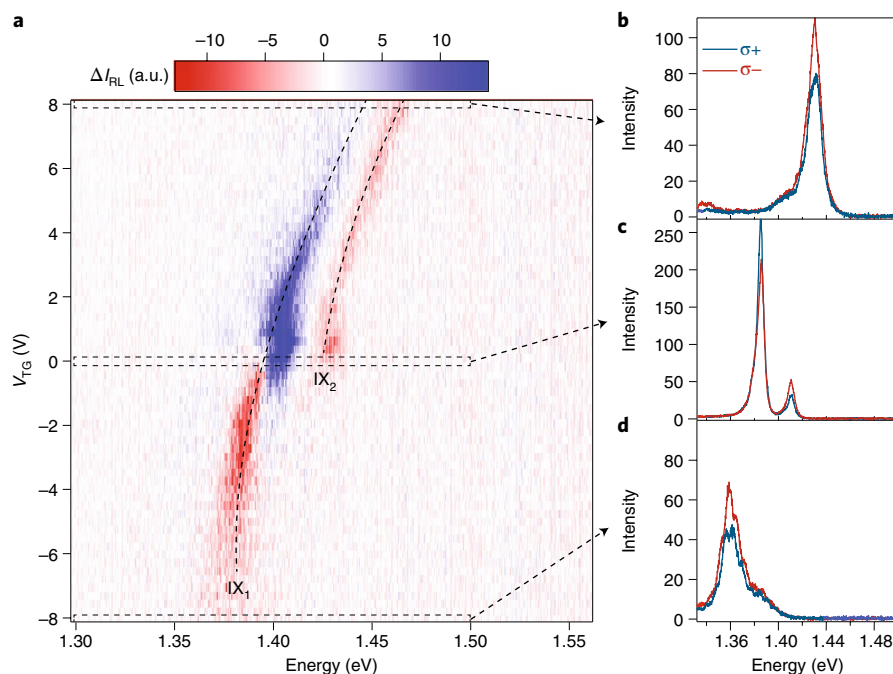 a
−10 −5 0 5 10
ΔI_RL (a.u.)
8
6
4
2
0
−2
−4
−6
−8
V_TG (V)
IX₂
IX₁
1.30 1.35 1.40 1.45 1.50 1.55
Energy (eV)
b
σ+
σ−
100
80
60
40
20
0
Intensity
c
250
200
150
100
50
0
Intensity
d
80
60
40
20
0
Intensity
1.36 1.40 1.44 1.48
Energy (eV)